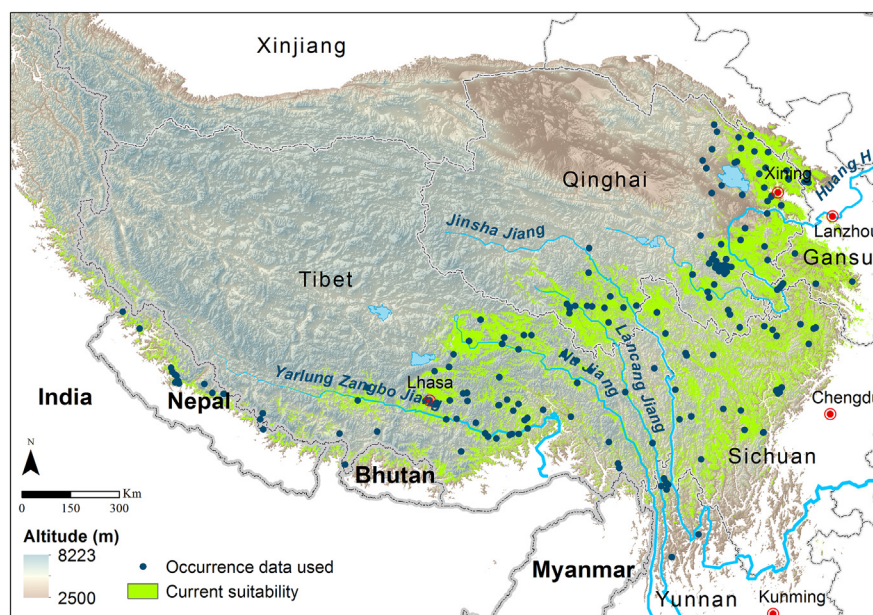 Xinjiang
Qinghai
Xining
Huang H
Lanzhou
Gansu
Jinsha Jiang
Tibet
Lancang Jiang
Nu Jiang
Yarlung Zangbo Jiang
Lhasa
India
Nepal
Chengdu
Bhutan
Sichuan
N
0 150 300 Km
Altitude (m)
8223
2500
Occurrence data used
Current suitability
Myanmar
Yunnan
Kunming